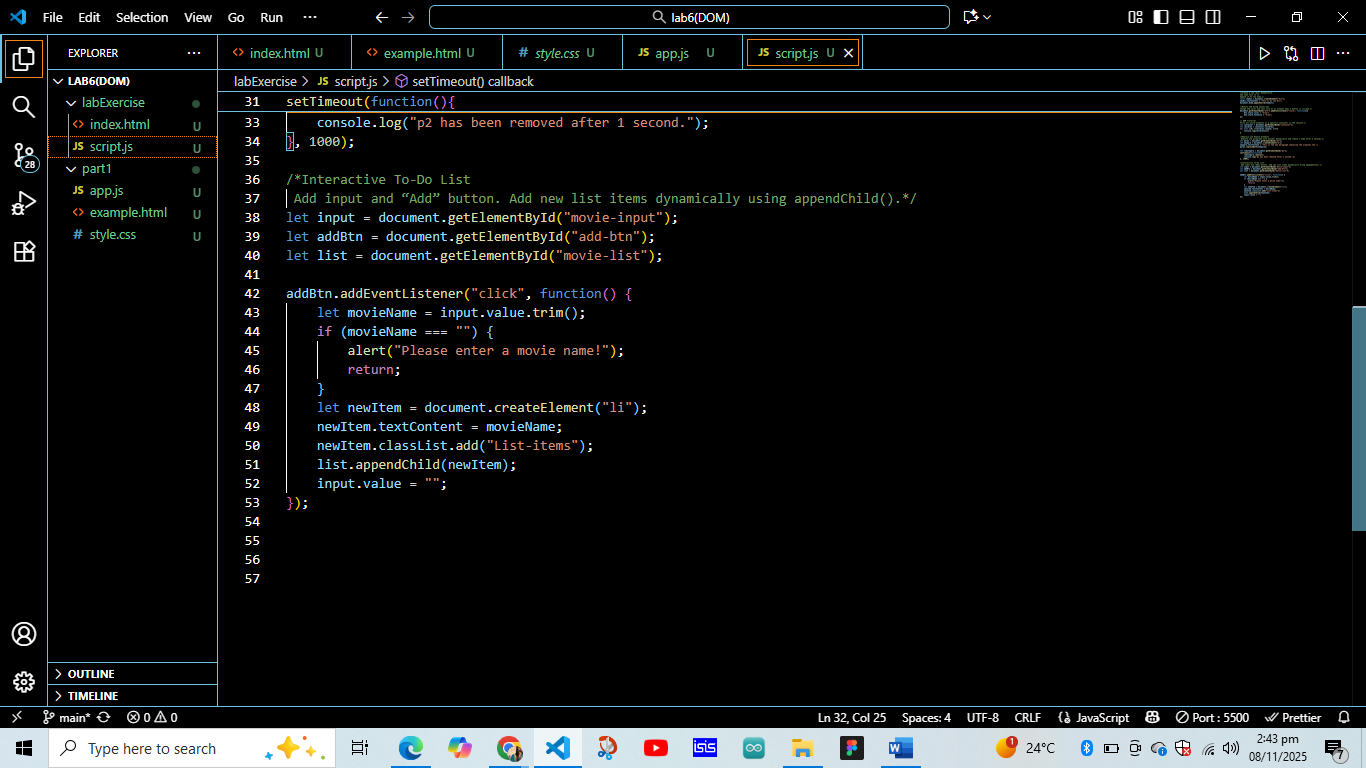 File Edit Selection View Go Run ··· lab6(DOM)
EXPLORER ···
index.html U example.html U # style.css U JS app.js U JS script.js U
LAB6(DOM)
labExercise
index.html U
JS script.js U
part1
JS app.js U
example.html U
# style.css U
28
OUTLINE
TIMELINE
labExercise > JS script.js > setTimeout() callback
31 setTimeout(function(){
33 console.log("p2 has been removed after 1 second.");
34 }, 1000);
35
36 /*Interactive To-Do List
37 Add input and “Add” button. Add new list items dynamically using appendChild().*/
38 let input = document.getElementById("movie-input");
39 let addBtn = document.getElementById("add-btn");
40 let list = document.getElementById("movie-list");
41
42 addBtn.addEventListener("click", function() {
43 let movieName = input.value.trim();
44 if (movieName === "") {
45 alert("Please enter a movie name!");
46 return;
47 }
48 let newItem = document.createElement("li");
49 newItem.textContent = movieName;
50 newItem.classList.add("List-items");
51 list.appendChild(newItem);
52 input.value = "";
53 });
54
55
56
57
main* 0 0 Ln 32, Col 25 Spaces: 4 UTF-8 CRLF {} JavaScript Port : 5500 Prettier
Type here to search isis 1 24°C 2:43 pm
08/11/2025 7